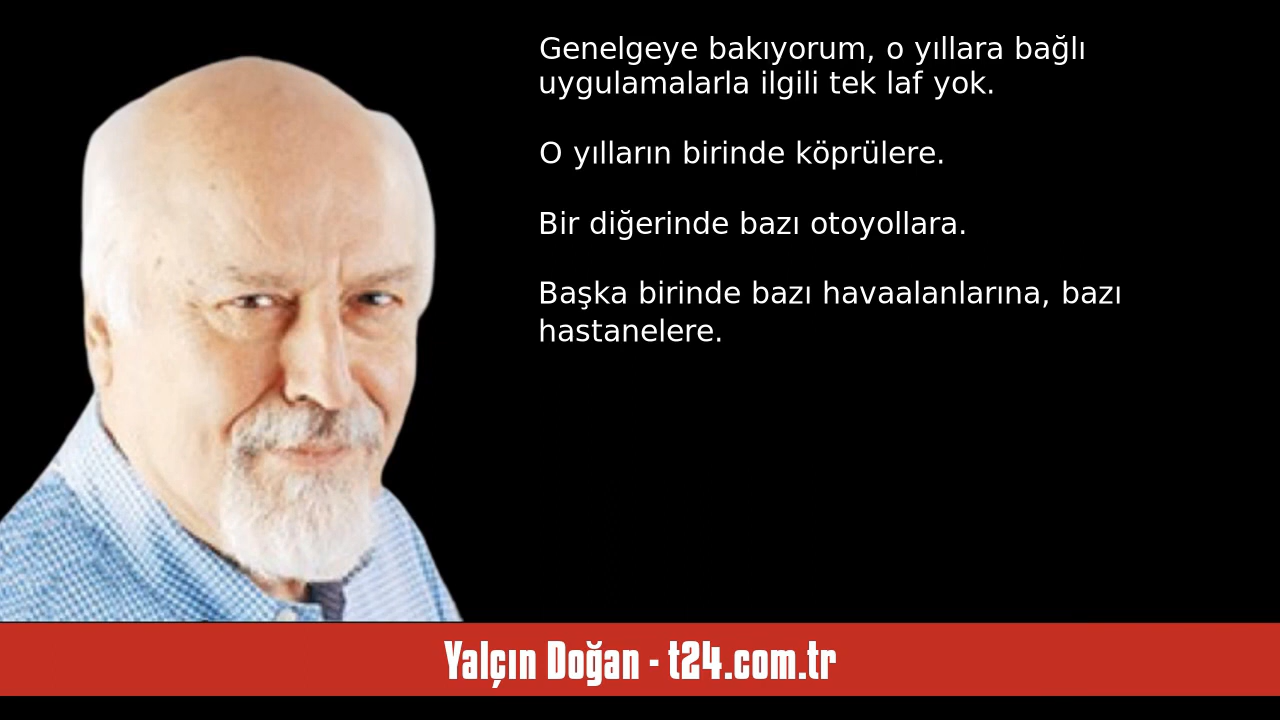 Genelgeye bakıyorum, o yıllara bağlı
uygulamalarla ilgili tek laf yok.
O yılların birinde köprülere.
Bir diğerinde bazı otoyollara.
Başka birinde bazı havaalanlarına, bazı
hastanelere.
Yalçın Doğan - t24.com.tr